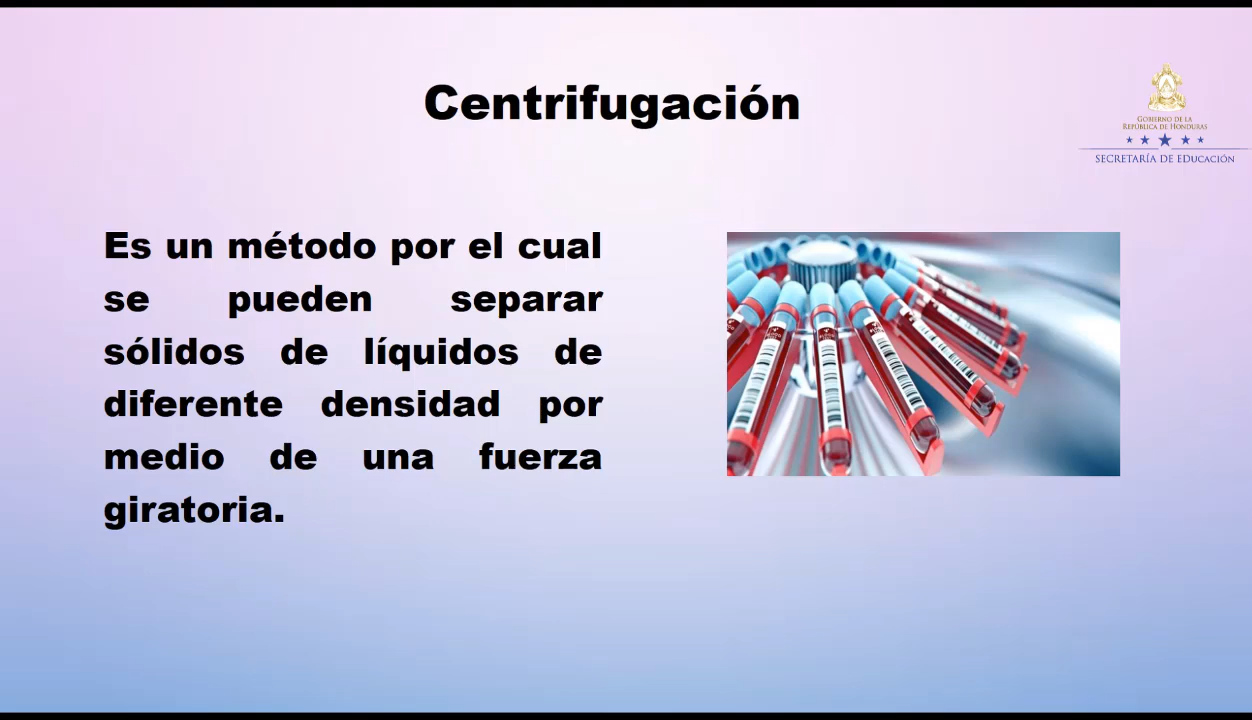 Centrifugación
GOBIERNO DE LA
REPÚBLICA DE HONDURAS
SECRETARÍA DE EDUCACIÓN
Es un método por el cual
se pueden separar
sólidos de líquidos de
diferente densidad por
medio de una fuerza
giratoria.